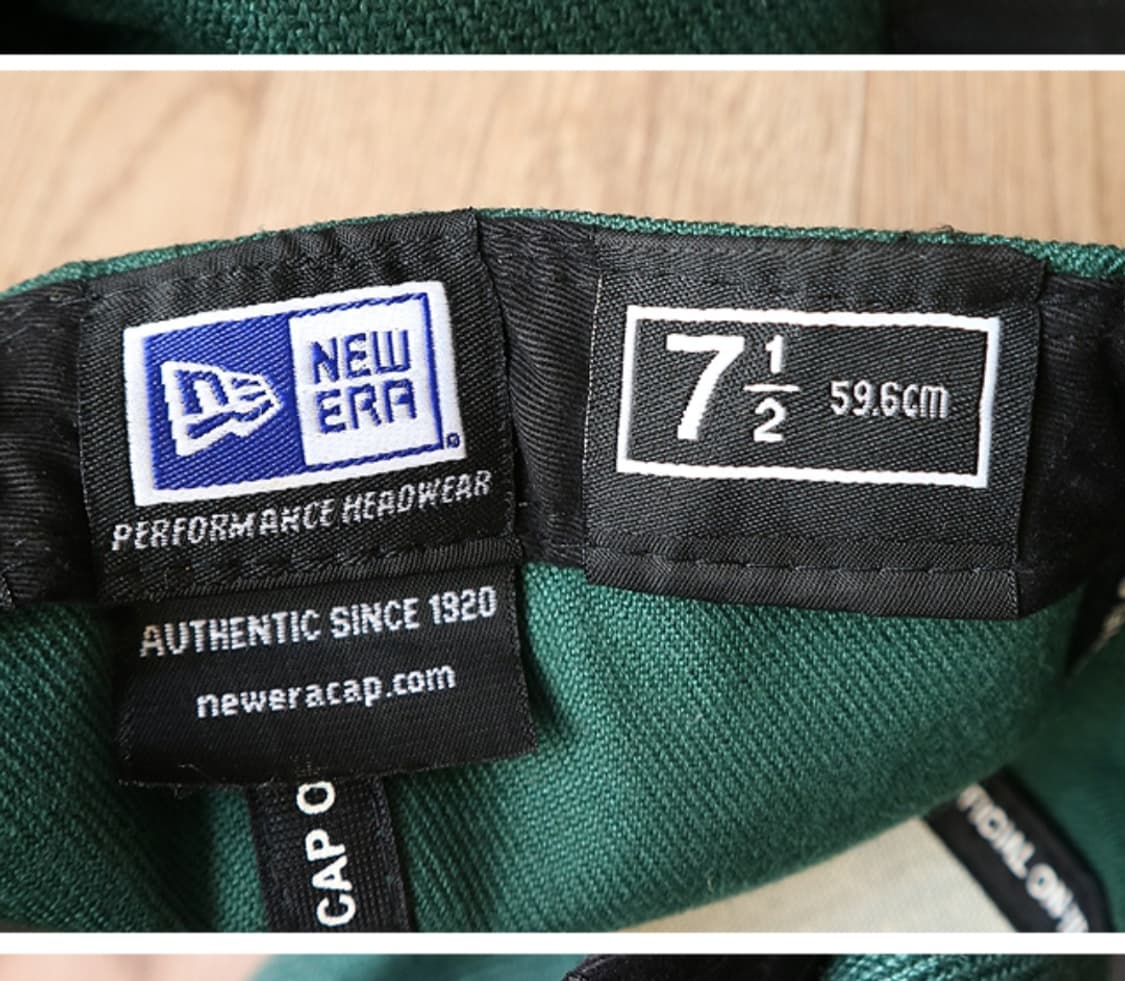 NEW
ERA
PERFORMANCE HEADWEAR
AUTHENTIC SINCE 1920
neweracap.com
7 1/2 59.6cm
CAP O